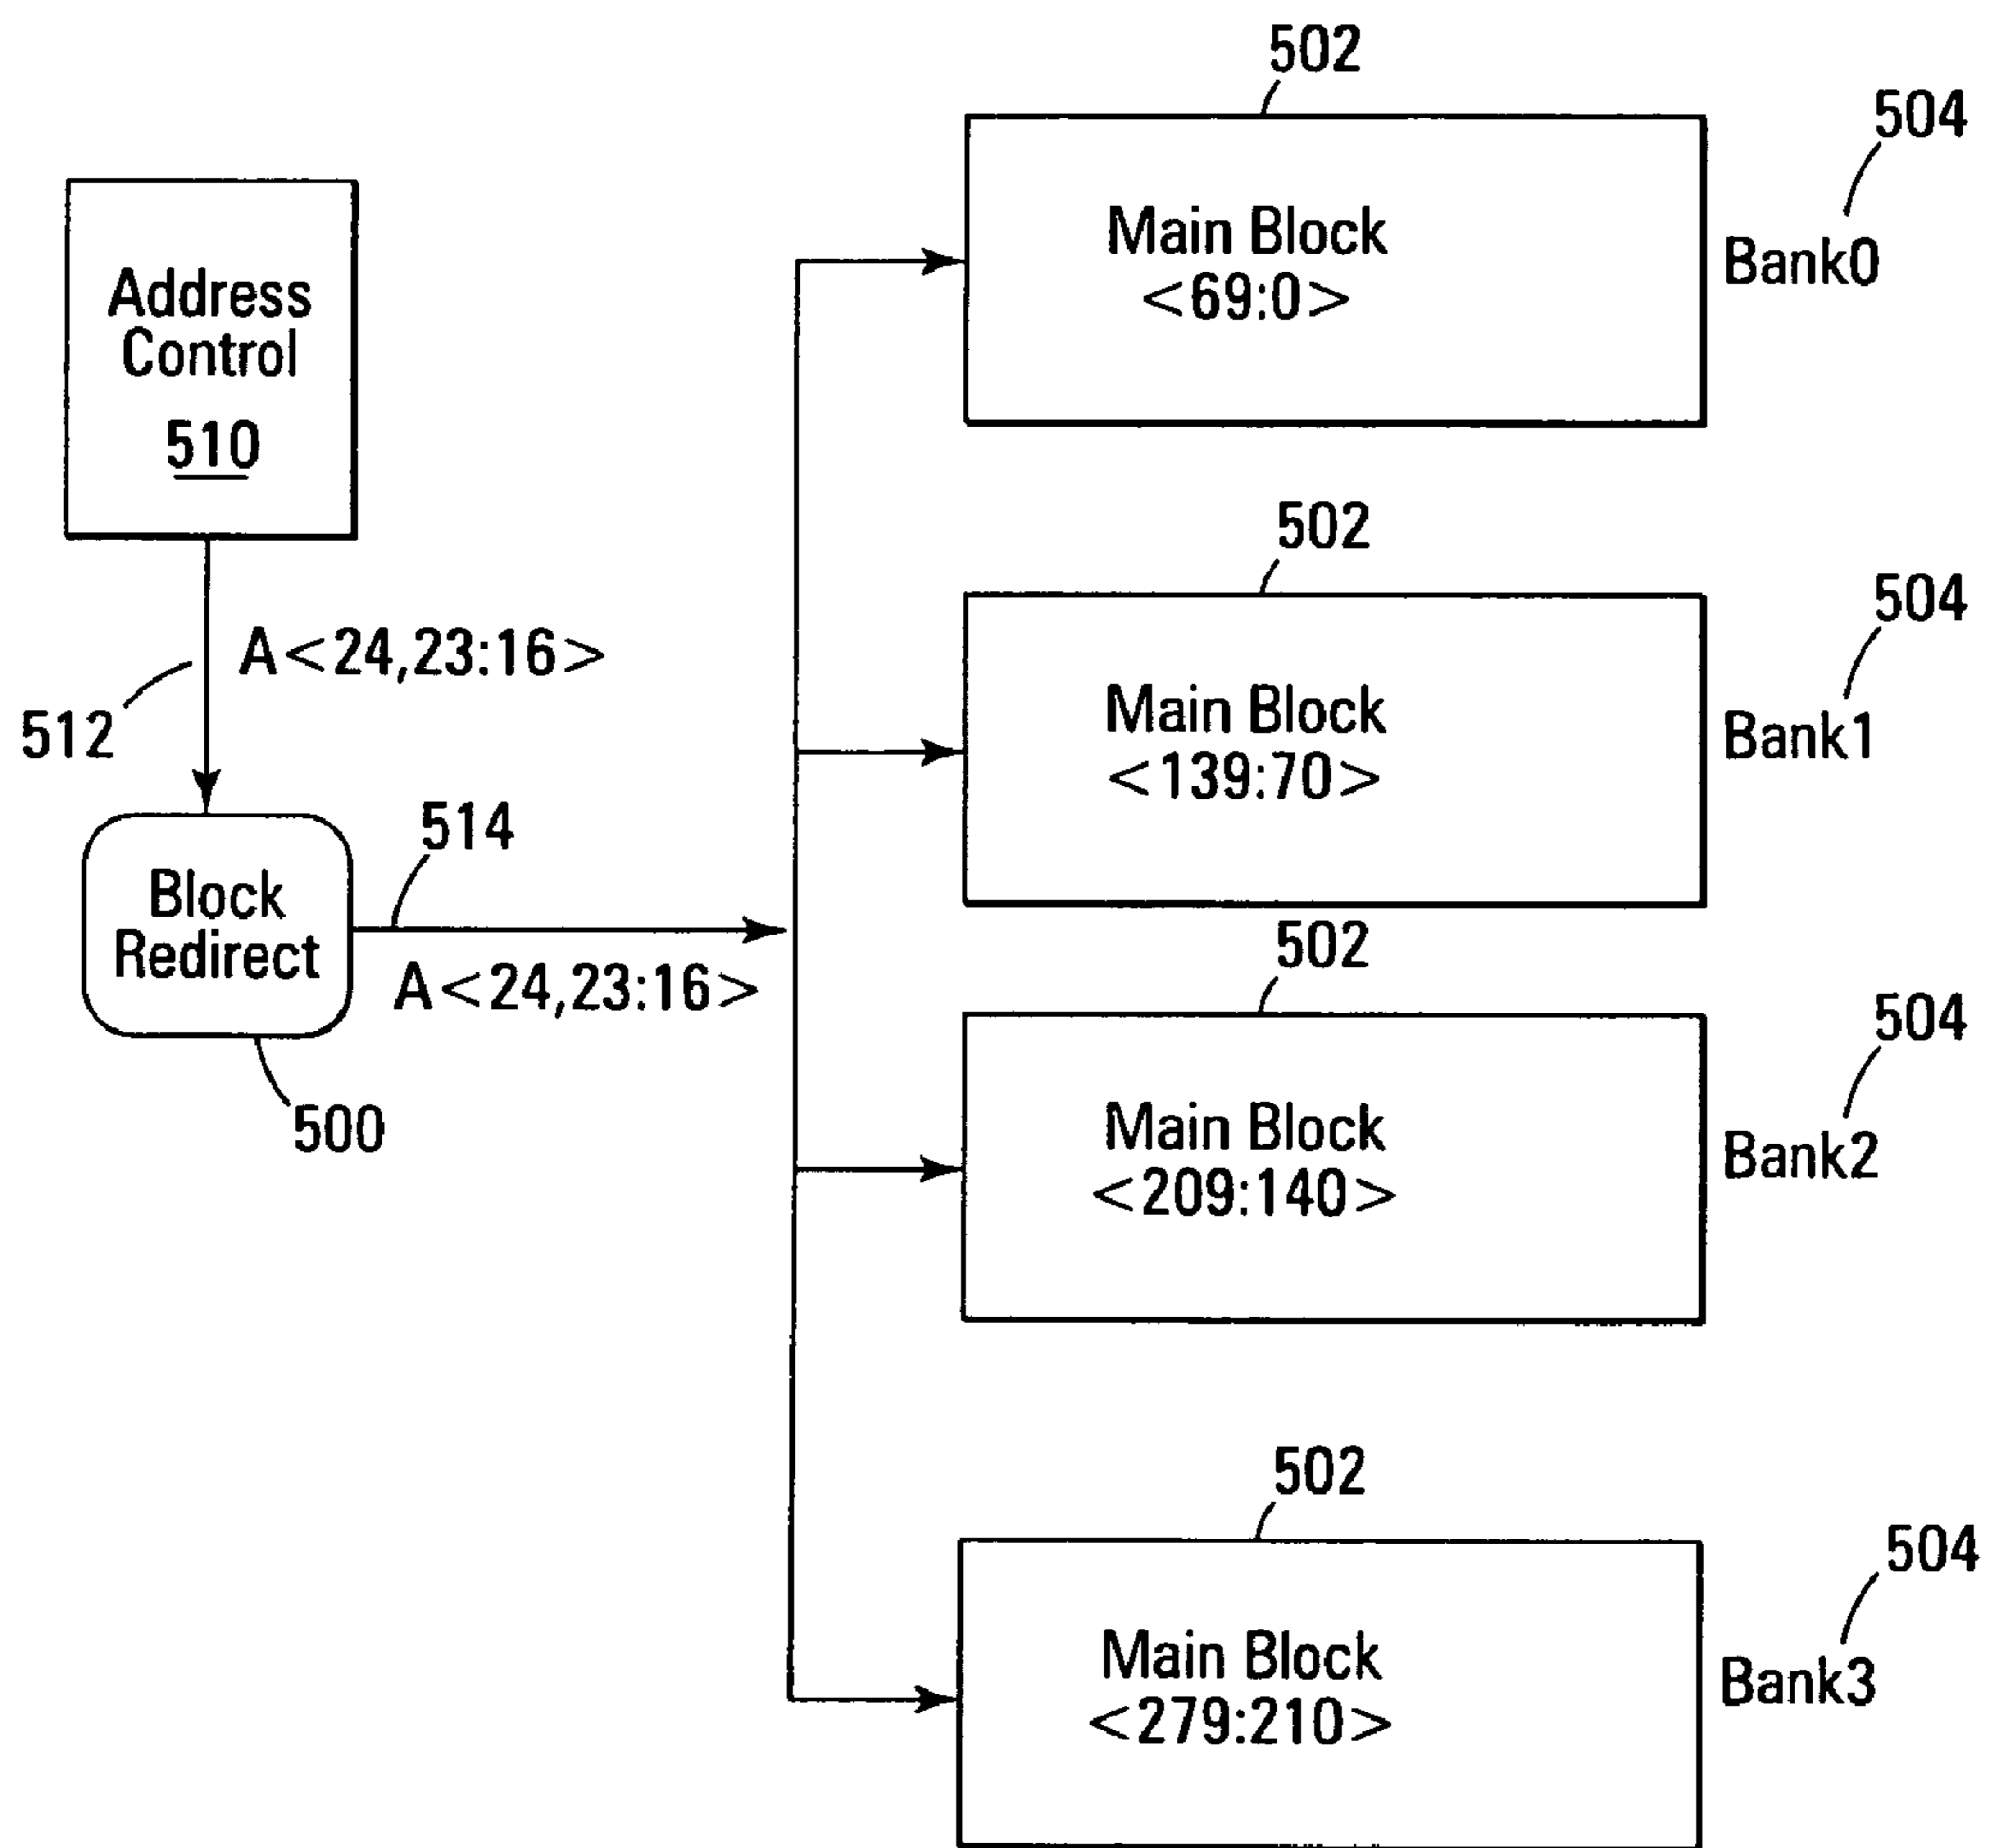 502
504
Main Block
<69:0>
Bank0
Address
Control
510
502
504
A<24,23:16>
512
Main Block
<139:70>
Bank1
514
Block
Redirect
A<24,23:16>
500
502
504
Main Block
<209:140>
Bank2
502
504
Main Block
<279:210>
Bank3